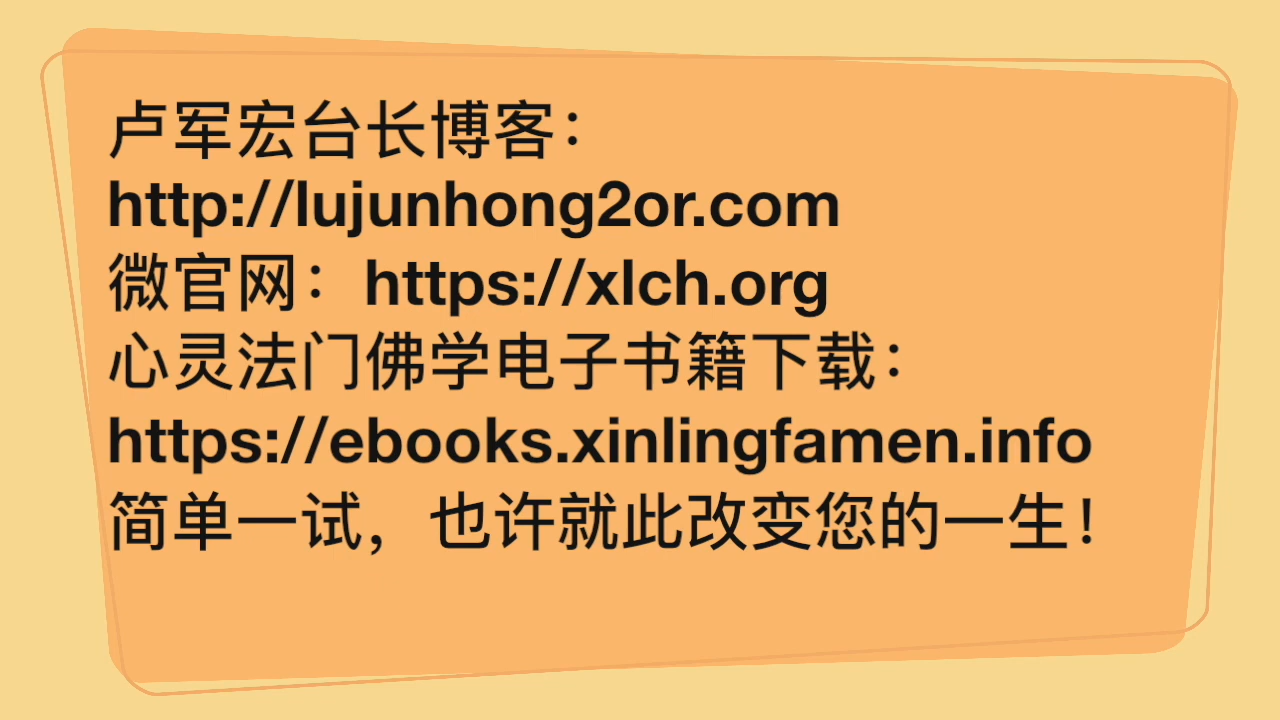 卢军宏台长博客：
http://lujunhong2or.com
微官网：https://xlch.org
心灵法门佛学电子书籍下载：
https://ebooks.xinlingfamen.info
简单一试，也许就此改变您的一生！